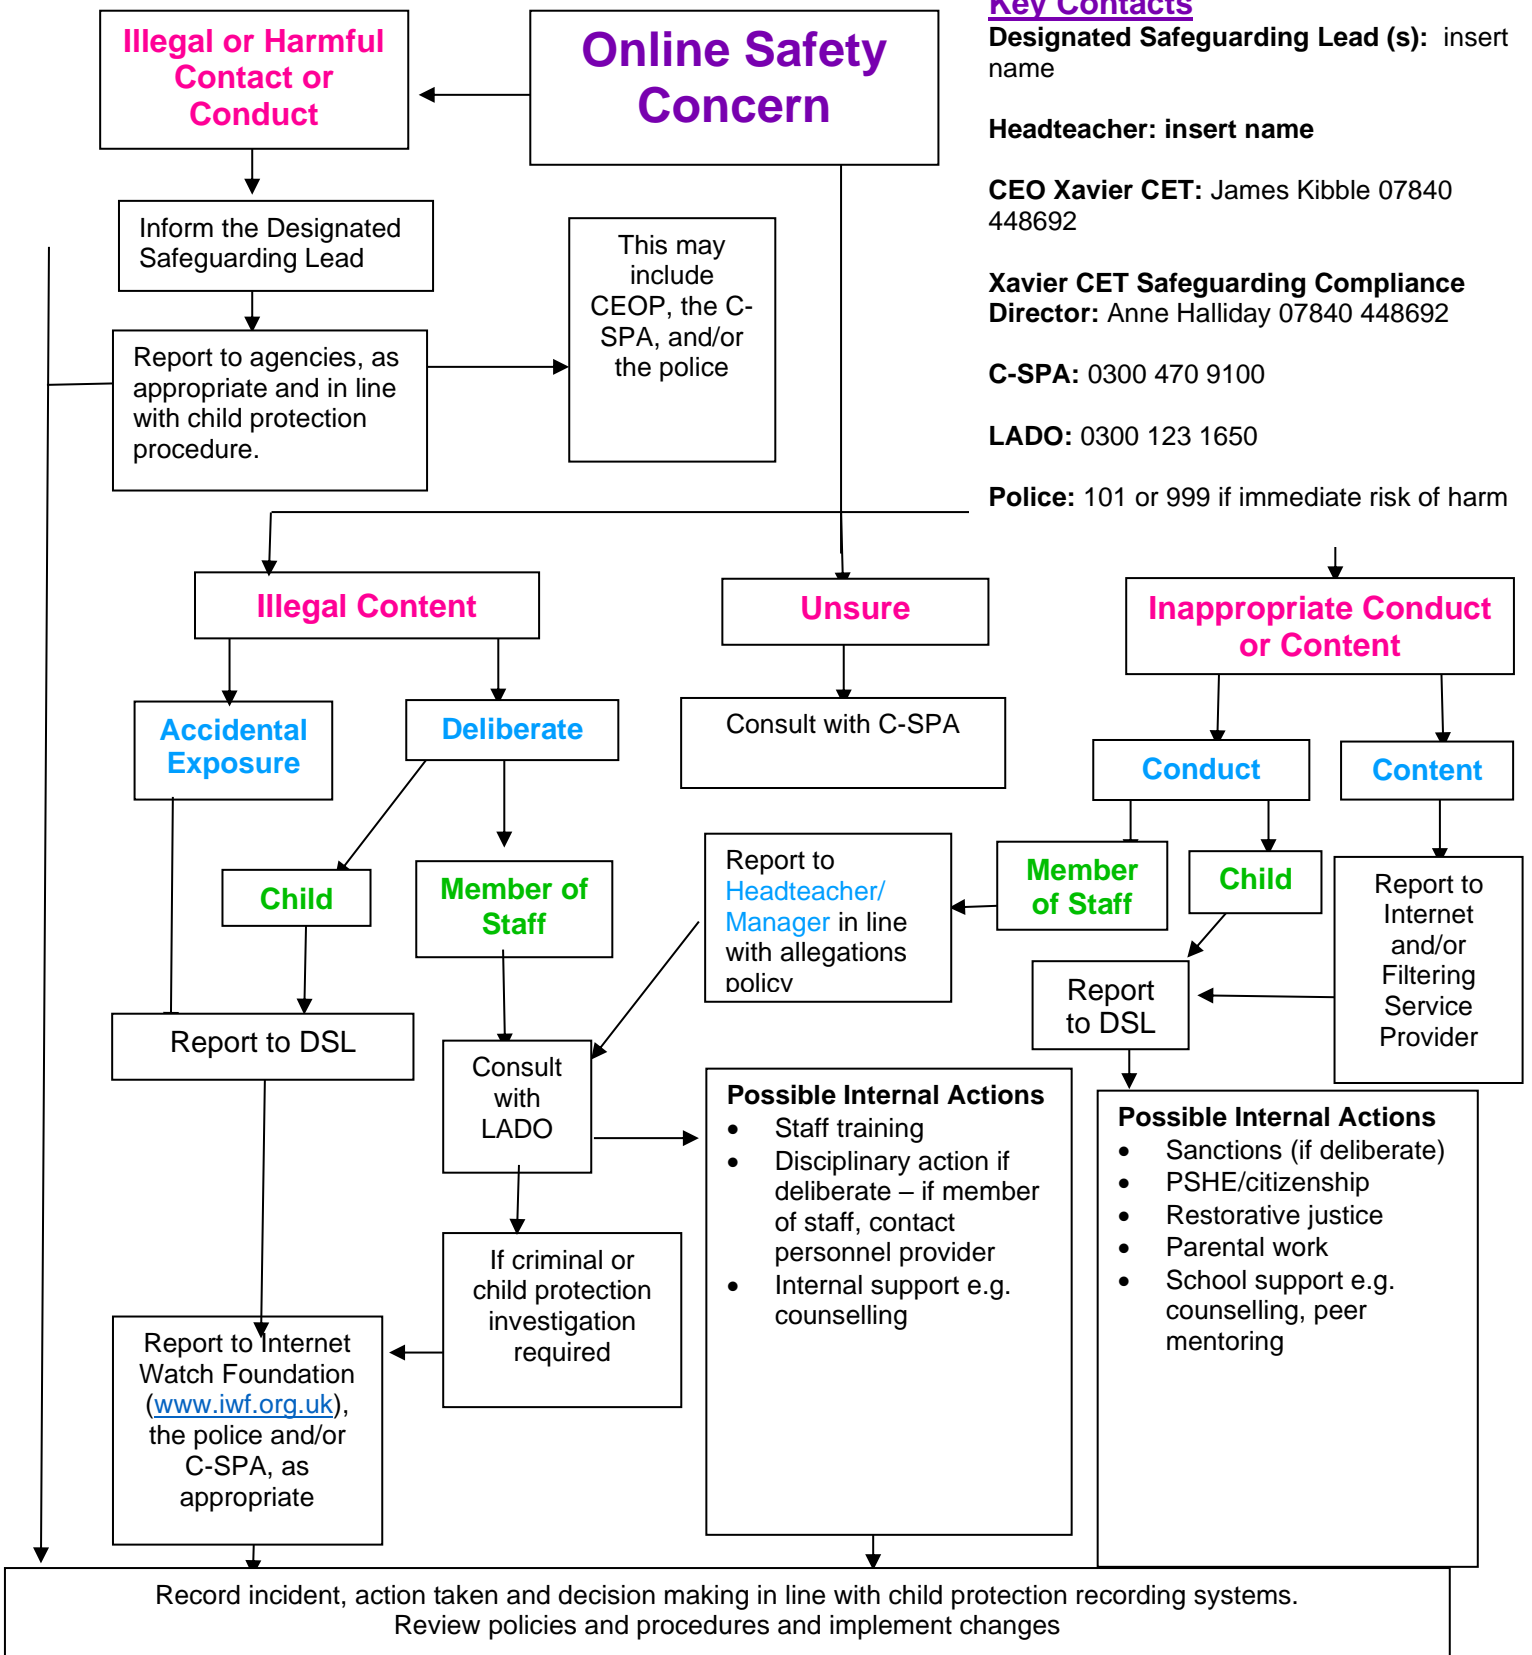 Key Contacts
Designated Safeguarding Lead (s): insert
name
Headteacher: insert name
CEO Xavier CET: James Kibble 07840
448692
Xavier CET Safeguarding Compliance
Director: Anne Halliday 07840 448692
C-SPA: 0300 470 9100
LADO: 0300 123 1650
Police: 101 or 999 if immediate risk of harm
Online Safety
Concern
Illegal or Harmful
Contact or
Conduct
Inform the Designated
Safeguarding Lead
Report to agencies, as
appropriate and in line
with child protection
procedure.
This may
include
CEOP, the C-
SPA, and/or
the police
Illegal Content
Unsure
Inappropriate Conduct
or Content
Accidental
Exposure
Deliberate
Consult with C-SPA
Conduct
Content
Child
Member of
Staff
Report to
Headteacher/
Manager in line
with allegations
policy
Member
of Staff
Child
Report to
Internet
and/or
Filtering
Service
Provider
Report to DSL
Consult
with
LADO
Report
to DSL
Possible Internal Actions
• Staff training
• Disciplinary action if
deliberate – if member
of staff, contact
personnel provider
• Internal support e.g.
counselling
Possible Internal Actions
• Sanctions (if deliberate)
• PSHE/citizenship
• Restorative justice
• Parental work
• School support e.g.
counselling, peer
mentoring
If criminal or
child protection
investigation
required
Report to Internet
Watch Foundation
(www.iwf.org.uk),
the police and/or
C-SPA, as
appropriate
Record incident, action taken and decision making in line with child protection recording systems.
Review policies and procedures and implement changes